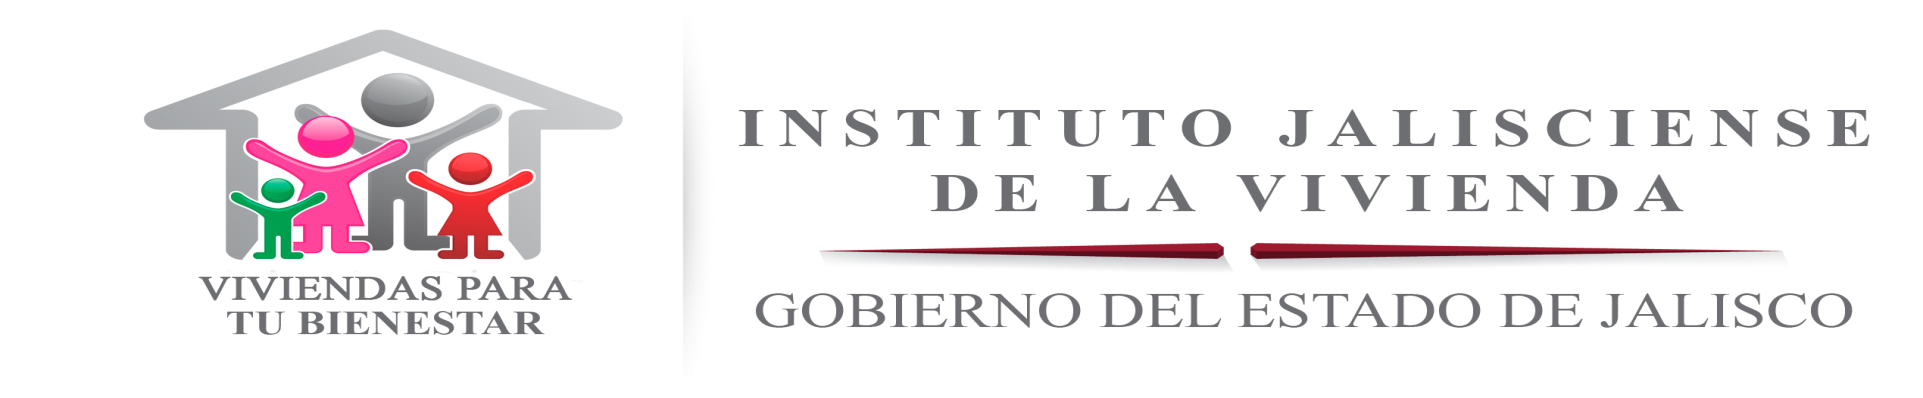 VIVIENDAS PARA
TU BIENESTAR
INSTITUTO JALISCIENSE
DE LA VIVIENDA
GOBIERNO DEL ESTADO DE JALISCO